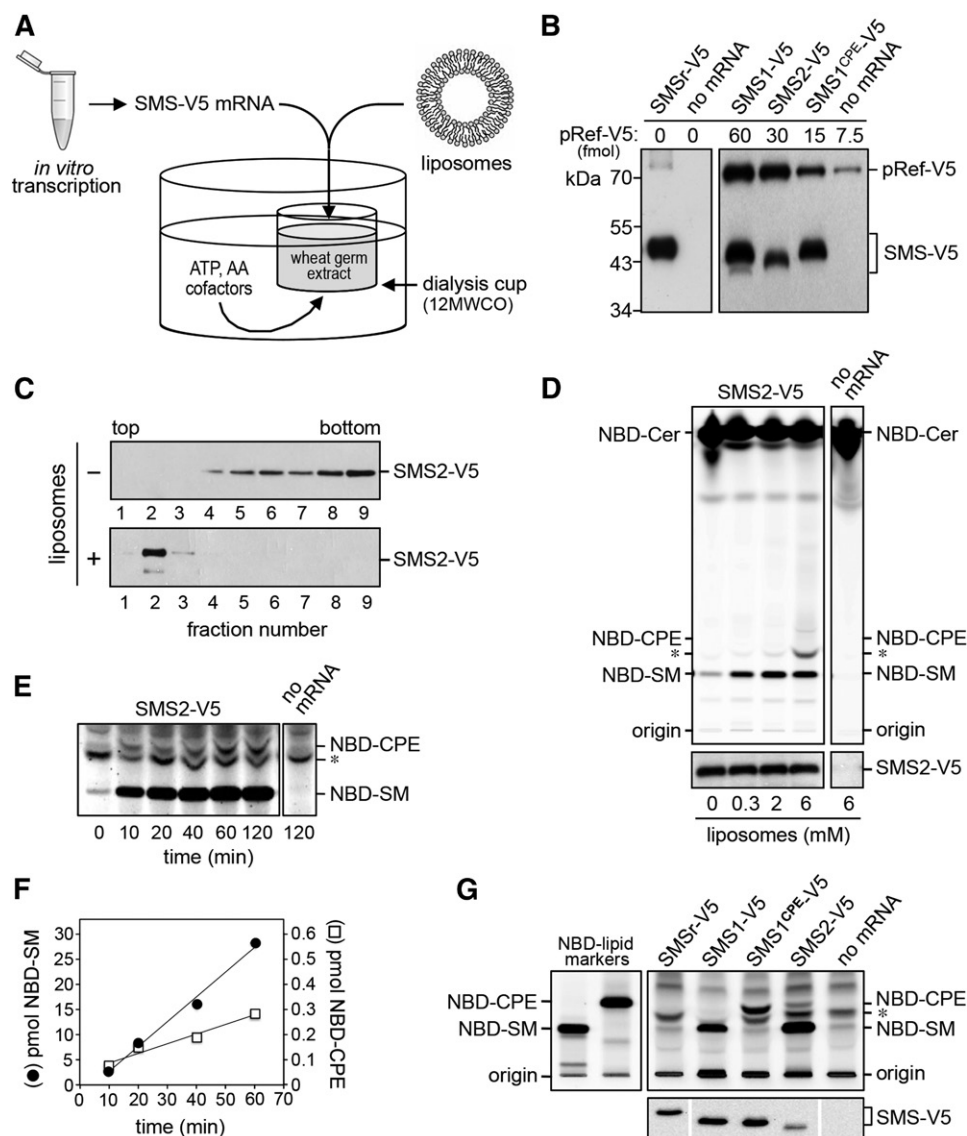 A
in vitro
transcription
SMS-V5 mRNA
liposomes
wheat germ
extract
ATP, AA
cofactors
dialysis cup
(12MWCO)
B
SMSr-V5
no mRNA
SMS1-V5
SMS2-V5
SMS1CPE-V5
no mRNA
pRef-V5: 0 0 60 30 15 7.5
(fmol)
kDa
70
55
43
34
pRef-V5
SMS-V5
C
top bottom
liposomes
–
SMS2-V5
1 2 3 4 5 6 7 8 9
+
SMS2-V5
1 2 3 4 5 6 7 8 9
fraction number
D
SMS2-V5
no
mRNA
NBD-Cer NBD-Cer
NBD-CPE NBD-CPE
* *
NBD-SM NBD-SM
origin origin
SMS2-V5
0 0.3 2 6 6
liposomes (mM)
E
SMS2-V5
no
mRNA
NBD-CPE
*
NBD-SM
0 10 20 40 60 120 120
time (min)
F
(●) pmol NBD-SM
30
25
20
15
10
5
0
(□) pmol NBD-CPE
0.6
0.5
0.4
0.3
0.2
0.1
0
0 10 20 30 40 50 60 70
time (min)
G
NBD-lipid
markers
SMSr-V5
SMS1-V5
SMS1CPE-V5
SMS2-V5
no mRNA
NBD-CPE NBD-CPE
*
NBD-SM NBD-SM
origin origin
SMS-V5